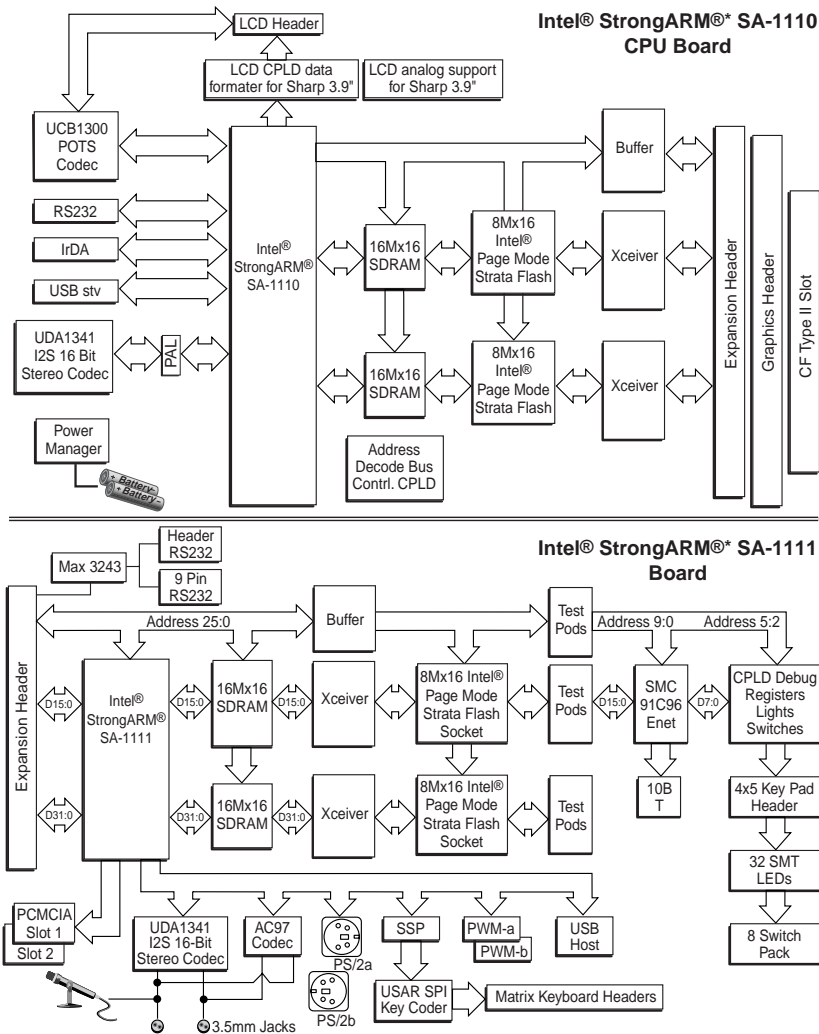 Intel® StrongARM®* SA-1110
CPU Board
LCD Header
LCD CPLD data
formater for Sharp 3.9"
LCD analog support
for Sharp 3.9"
UCB1300
POTS
Codec
Buffer
RS232
IrDA
USB stv
Intel®
StrongARM®
SA-1110
16Mx16
SDRAM
8Mx16
Intel®
Page Mode
Strata Flash
Xceiver
Expansion Header
Graphics Header
CF Type II Slot
UDA1341
I2S 16 Bit
Stereo Codec
PAL
16Mx16
SDRAM
8Mx16
Intel®
Page Mode
Strata Flash
Xceiver
Power
Manager
+ Battery -
+ Battery -
Address
Decode Bus
Contrl. CPLD
Intel® StrongARM®* SA-1111
Board
Max 3243
Header
RS232
9 Pin
RS232
Expansion Header
Address 25:0
Buffer
Test
Pods
Address 9:0
Address 5:2
D15:0
Intel®
StrongARM®
SA-1111
D15:0
16Mx16
SDRAM
D15:0
Xceiver
8Mx16 Intel®
Page Mode
Strata Flash
Socket
Test
Pods
D15:0
SMC
91C96
Enet
D7:0
CPLD Debug
Registers
Lights
Switches
D31:0
D31:0
16Mx16
SDRAM
D31:0
Xceiver
8Mx16 Intel®
Page Mode
Strata Flash
Socket
Test
Pods
10B
T
4x5 Key Pad
Header
32 SMT
LEDs
8 Switch
Pack
PCMCIA
Slot 1
Slot 2
UDA1341
I2S 16-Bit
Stereo Codec
AC97
Codec
PS/2a
PS/2b
SSP
PWM-a
PWM-b
USB
Host
USAR SPI
Key Coder
Matrix Keyboard Headers
3.5mm Jacks